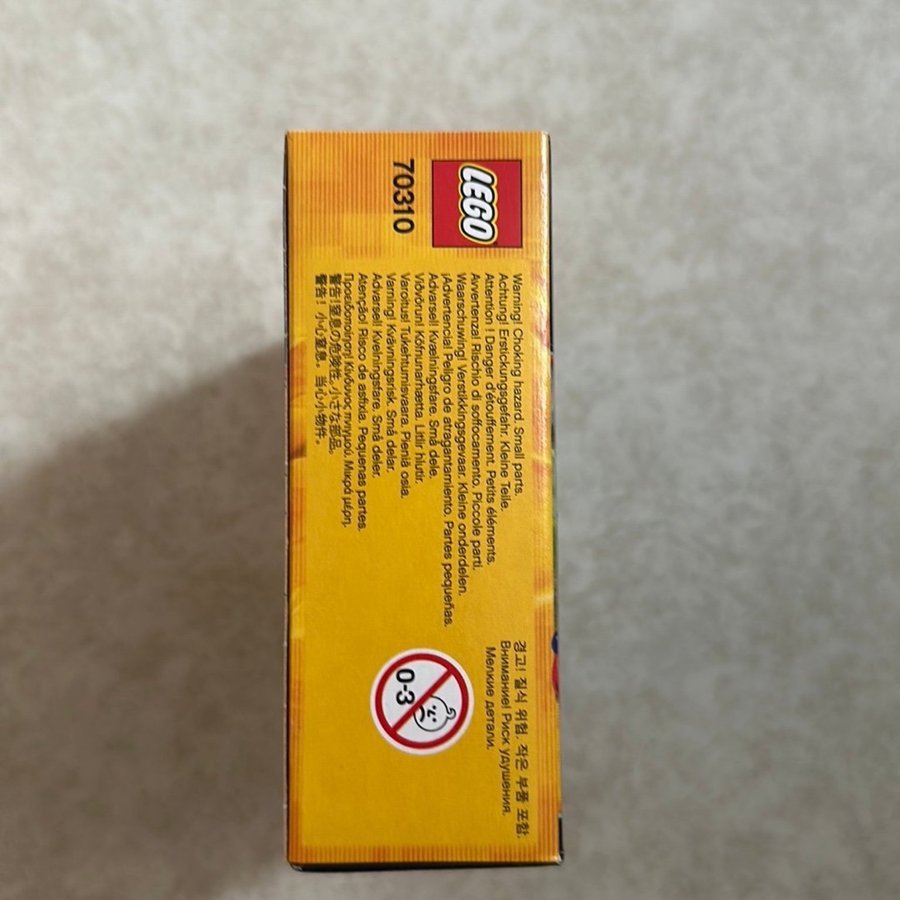 LEGO
70310
Warning! Choking hazard. Small parts.
Achtung! Erstickungsgefahr. Kleine Teile.
Attention ! Danger d'étouffement. Petits éléments.
Avvertenza! Rischio di soffocamento. Piccole parti.
Waarschuwing! Verstikkingsgevaar. Kleine onderdelen.
¡Advertencia! Peligro de atragantamiento. Partes pequeñas.
Advarsel! Kvælningsfare. Små dele.
Viðvörun! Köfnunarhætta. Litlir hlutir.
Varoitus! Tukehtumisvaara. Pieniä osia.
Varning! Kvävningsrisk. Små delar.
Advarsel! Kvelningsfare. Små deler.
Atenção! Risco de asfixia. Pequenas partes.
Προειδοποίηση! Κίνδυνος πνιγμού. Μικρά μέρη.
警告!窒息の危険性。小さな部品。
警告! 小心窒息。当心小物件。
경고! 질식 위험. 작은 부품 포함.
Внимание! Риск удушения.
Мелкие детали.
0-3